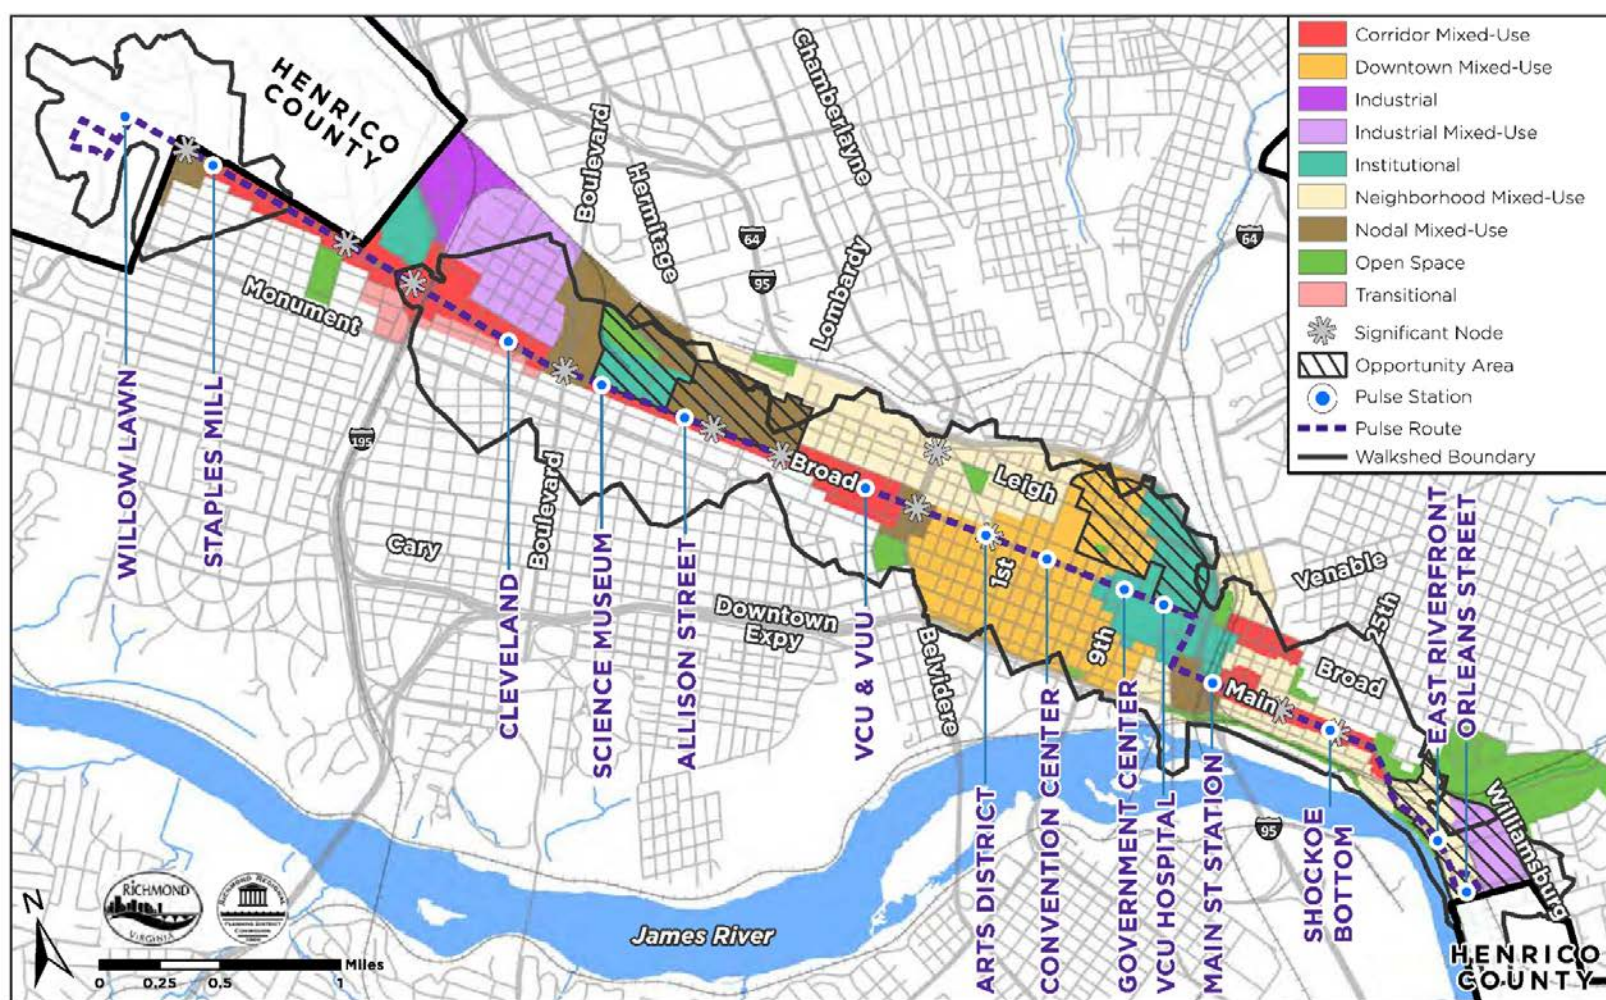 Corridor Mixed-Use
Downtown Mixed-Use
Industrial
Industrial Mixed-Use
Institutional
Neighborhood Mixed-Use
Nodal Mixed-Use
Open Space
Transitional
Significant Node
Opportunity Area
Pulse Station
Pulse Route
Walkshed Boundary
HENRICO
COUNTY
Boulevard
Hermitage
Chamberlayne
Lombardy
64
95
64
Monument
195
Boulevard
Cary
Downtown
Expy
Broad
Leigh
1st
9th
Belvidere
Venable
25th
Broad
Main
Williamsburg
95
WILLOW LAWN
STAPLES MILL
CLEVELAND
SCIENCE MUSEUM
ALLISON STREET
VCU & VUU
ARTS DISTRICT
CONVENTION CENTER
GOVERNMENT CENTER
VCU HOSPITAL
MAIN ST STATION
SHOCKOE
BOTTOM
EAST RIVERFRONT
ORLEANS STREET
James River
HENRICO
COUNTY
N
RICHMOND
VIRGINIA
RICHMOND REGIONAL
PLANNING DISTRICT
COMMISSION
Miles
0 0.25 0.5 1